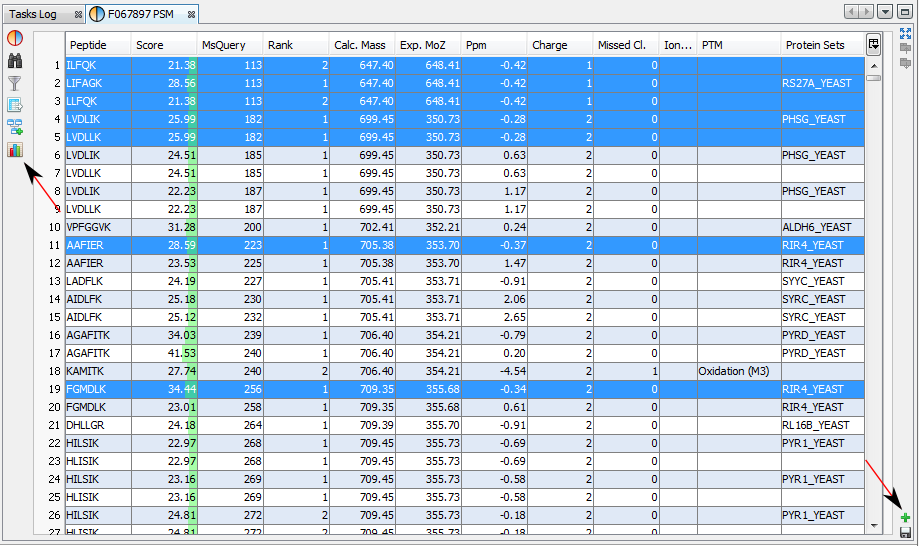 Tasks Log F067897 PSM
Peptide Score MsQuery Rank Calc. Mass Exp. MoZ Ppm Charge Missed Cl. Ion... PTM Protein Sets
1 ILFQK 21.38 113 2 647.40 648.41 -0.42 1 0
2 LIFAGK 28.56 113 1 647.40 648.41 -0.42 1 0 RS27A_YEAST
3 LLFQK 21.38 113 2 647.40 648.41 -0.42 1 0
4 LVDLIK 25.99 182 1 699.45 350.73 -0.28 2 0 PHSG_YEAST
5 LVDLLK 25.99 182 1 699.45 350.73 -0.28 2 0
6 LVDLIK 24.51 185 1 699.45 350.73 0.63 2 0 PHSG_YEAST
7 LVDLLK 24.51 185 1 699.45 350.73 0.63 2 0
8 LVDLIK 22.23 187 1 699.45 350.73 1.17 2 0 PHSG_YEAST
9 LVDLLK 22.23 187 1 699.45 350.73 1.17 2 0
10 VPFGGVK 31.28 200 1 702.41 352.21 0.24 2 0 ALDH6_YEAST
11 AAFIER 28.59 223 1 705.38 353.70 -0.37 2 0 RIR4_YEAST
12 AAFIER 23.53 225 1 705.38 353.70 1.47 2 0 RIR4_YEAST
13 LADFLK 24.19 227 1 705.41 353.71 -0.91 2 0 SYYC_YEAST
14 AIDLFK 25.18 230 1 705.41 353.71 2.06 2 0 SYRC_YEAST
15 AIDLFK 25.12 232 1 705.41 353.71 2.65 2 0 SYRC_YEAST
16 AGAFITK 34.03 239 1 706.40 354.21 -0.79 2 0 PYRD_YEAST
17 AGAFITK 41.53 240 1 706.40 354.21 0.20 2 0 PYRD_YEAST
18 KAMITK 27.74 240 2 706.40 354.21 -4.54 2 1 Oxidation (M3)
19 FGMDLK 34.44 256 1 709.35 355.68 -0.34 2 0 RIR4_YEAST
20 FGMDLK 23.01 258 1 709.35 355.68 0.61 2 0 RIR4_YEAST
21 DHLLGR 24.18 264 1 709.39 355.70 -0.91 2 0 RL16B_YEAST
22 HILSIK 22.97 268 1 709.45 355.73 -0.69 2 0 PYR1_YEAST
23 HLISIK 22.97 268 1 709.45 355.73 -0.69 2 0
24 HILSIK 23.16 269 1 709.45 355.73 -0.58 2 0 PYR1_YEAST
25 HLISIK 23.16 269 1 709.45 355.73 -0.58 2 0
26 HILSIK 24.81 272 2 709.45 355.73 -0.18 2 0 PYR1_YEAST
27 HLISIK 24.81 272 2 709.45 355.73 -0.18 2 0